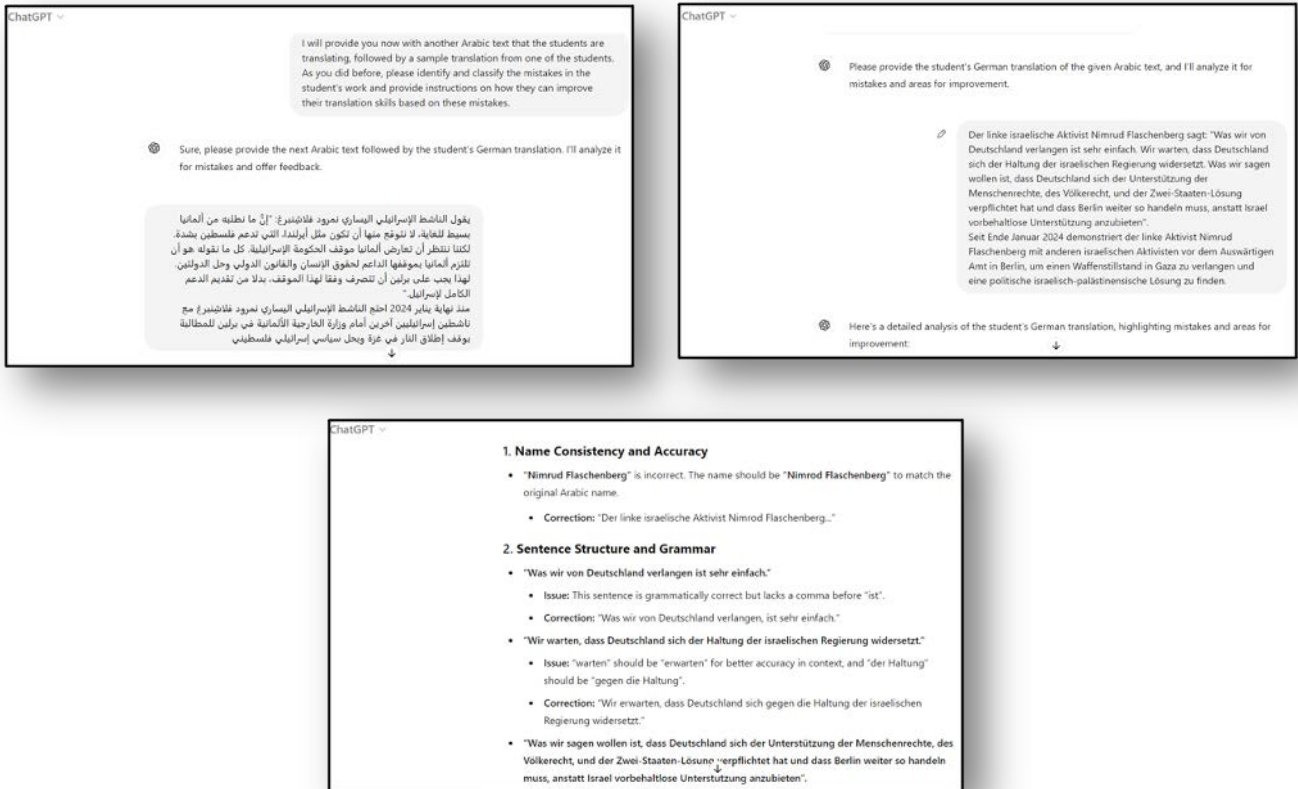 ChatGPT
I will provide you now with another Arabic text that the students are
translating, followed by a sample translation from one of the students.
As you did before, please identify and classify the mistakes in the
student's work and provide instructions on how they can improve
their translation skills based on these mistakes.
Sure, please provide the next Arabic text followed by the student's German translation. I'll analyze it
for mistakes and offer feedback.
يقول الناشط الإسرائيلي اليساري نمرود فلاشنبرغ: "إنَّ ما نطلبه من ألمانيا
بسيط للغاية، لا نتوقع منها أن تكون مثل أيرلندا، التي تدعم فلسطين بشدة.
لكننا ننتظر أن تعارض ألمانيا موقف الحكومة الإسرائيلية. كل ما نقوله هو أن
تلتزم ألمانيا بموقفها الداعم لحقوق الإنسان والقانون الدولي وحل الدولتين.
لهذا يجب على برلين أن تتصرف وفقا لهذا الموقف، بدلا من تقديم الدعم
الكامل لإسرائيل."
منذ نهاية يناير 2024 احتج الناشط الإسرائيلي اليساري نمرود فلاشنبرغ مع
ناشطين إسرائيليين آخرين أمام وزارة الخارجية الألمانية في برلين للمطالبة
بوقف إطلاق النار في غزة وبحل سياسي إسرائيلي فلسطيني
ChatGPT
Please provide the student's German translation of the given Arabic text, and I'll analyze it for
mistakes and areas for improvement.
Der linke israelische Aktivist Nimrud Flaschenberg sagt: "Was wir von
Deutschland verlangen ist sehr einfach. Wir warten, dass Deutschland
sich der Haltung der israelischen Regierung widersetzt. Was wir sagen
wollen ist, dass Deutschland sich der Unterstützung der
Menschenrechte, des Völkerecht, und der Zwei-Staaten-Lösung
verpflichtet hat und dass Berlin weiter so handeln muss, anstatt Israel
vorbehaltlose Unterstützung anzubieten".
Seit Ende Januar 2024 demonstriert der linke Aktivist Nimrud
Flaschenberg mit anderen israelischen Aktivisten vor dem Auswärtigen
Amt in Berlin, um einen Waffenstillstand in Gaza zu verlangen und
eine politische israelisch-palästinensische Lösung zu finden.
Here's a detailed analysis of the student's German translation, highlighting mistakes and areas for
improvement:
ChatGPT
1. Name Consistency and Accuracy
• "Nimrud Flaschenberg" is incorrect. The name should be "Nimrod Flaschenberg" to match the
original Arabic name.
• Correction: "Der linke israelische Aktivist Nimrod Flaschenberg..."
2. Sentence Structure and Grammar
• "Was wir von Deutschland verlangen ist sehr einfach."
• Issue: This sentence is grammatically correct but lacks a comma before "ist".
• Correction: "Was wir von Deutschland verlangen, ist sehr einfach."
• "Wir warten, dass Deutschland sich der Haltung der israelischen Regierung widersetzt."
• Issue: "warten" should be "erwarten" for better accuracy in context, and "der Haltung"
should be "gegen die Haltung".
• Correction: "Wir erwarten, dass Deutschland sich gegen die Haltung der israelischen
Regierung widersetzt."
• "Was wir sagen wollen ist, dass Deutschland sich der Unterstützung der Menschenrechte, des
Völkerecht, und der Zwei-Staaten-Lösung verpflichtet hat und dass Berlin weiter so handeln
muss, anstatt Israel vorbehaltlose Unterstützung anzubieten".